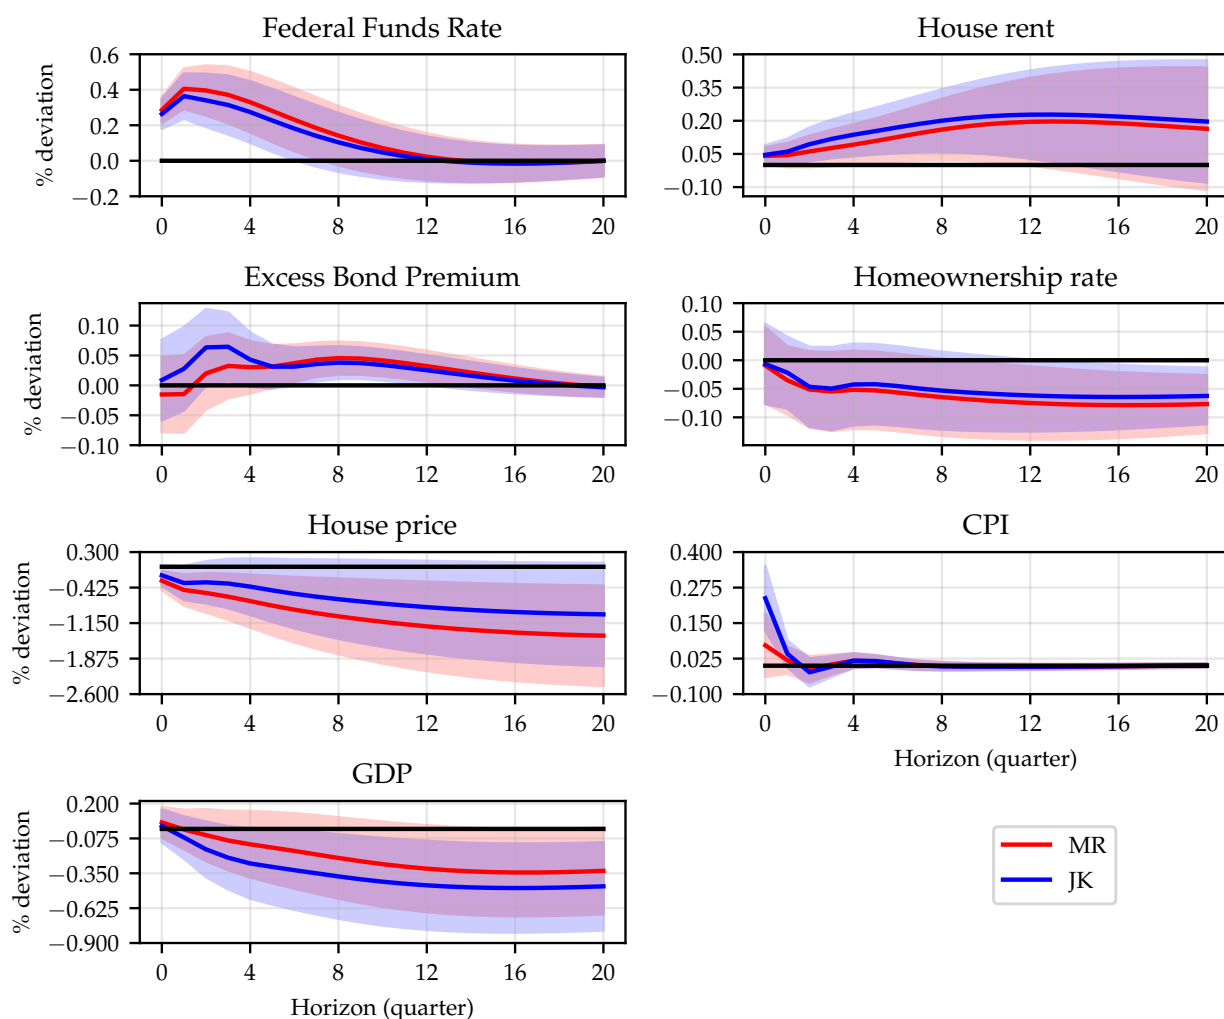 Federal Funds Rate
% deviation
0.6
0.4
0.2
0.0
−0.2
0 4 8 12 16 20
House rent
0.50
0.35
0.20
0.05
−0.10
0 4 8 12 16 20
Excess Bond Premium
% deviation
0.10
0.05
0.00
−0.05
−0.10
0 4 8 12 16 20
Homeownership rate
0.10
0.05
0.00
−0.05
−0.10
0 4 8 12 16 20
House price
% deviation
0.300
−0.425
−1.150
−1.875
−2.600
0 4 8 12 16 20
CPI
0.400
0.275
0.150
0.025
−0.100
0 4 8 12 16 20
Horizon (quarter)
GDP
% deviation
0.200
−0.075
−0.350
−0.625
−0.900
0 4 8 12 16 20
Horizon (quarter)
MR
JK